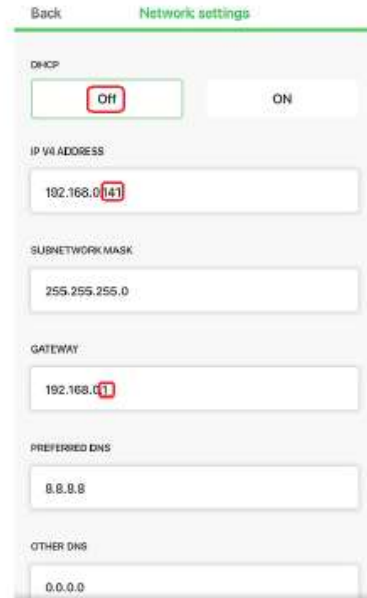 Back Network settings
DHCP
Off ON
IP V4 ADDRESS
192.168.0.141
SUBNETWORK MASK
255.255.255.0
GATEWAY
192.168.0.1
PREFERRED DNS
8.8.8.8
OTHER DNS
0.0.0.0